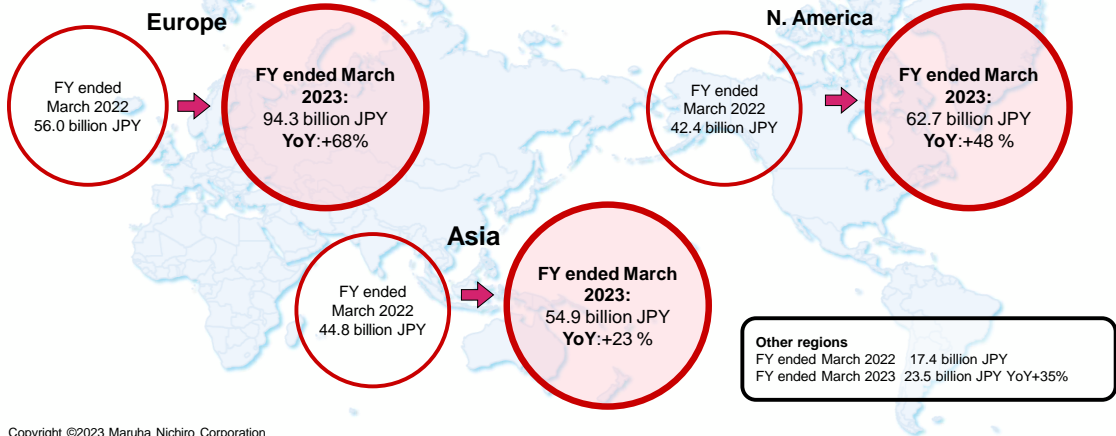 Europe
FY ended
March 2022
56.0 billion JPY
FY ended March
2023:
94.3 billion JPY
YoY:+68%
N. America
FY ended
March 2022
42.4 billion JPY
FY ended March
2023:
62.7 billion JPY
YoY:+48 %
Asia
FY ended
March 2022
44.8 billion JPY
FY ended March
2023:
54.9 billion JPY
YoY:+23 %
Other regions
FY ended March 2022 17.4 billion JPY
FY ended March 2023 23.5 billion JPY YoY+35%
Copyright ©2023 Maruha Nichiro Corporation